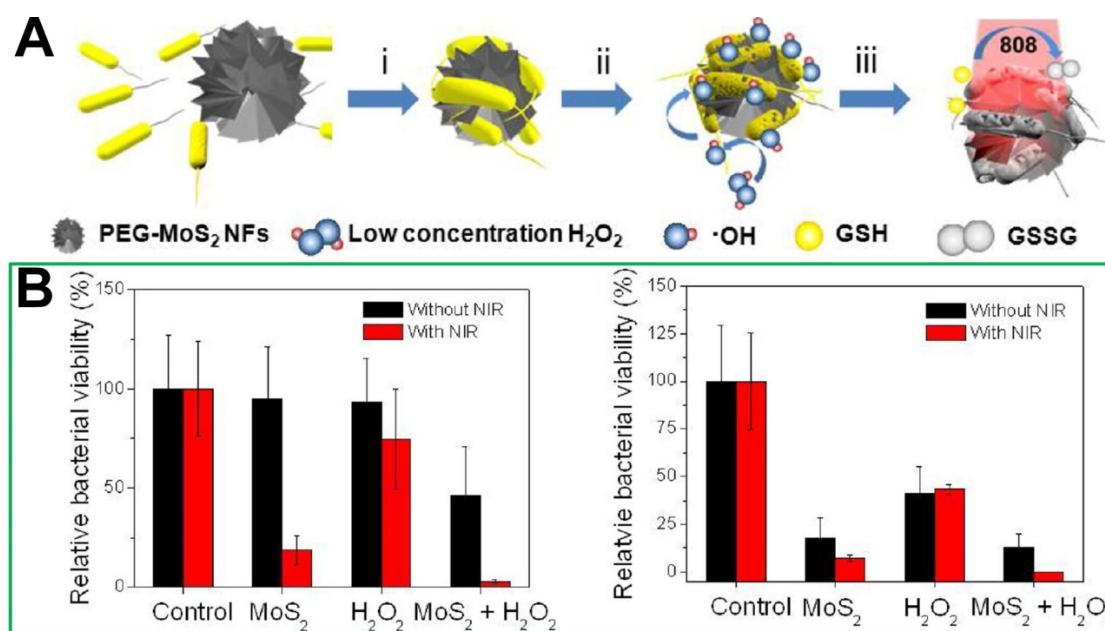 A
i
ii
iii
808
PEG-MoS₂ NFs
Low concentration H₂O₂
·OH
GSH
GSSG
B
Relative bacterial viability (%)
150
100
50
0
Without NIR
With NIR
Control
MoS₂
H₂O₂
MoS₂ + H₂O₂
Relatvie bacterial viability (%)
150
125
100
75
50
25
0
Without NIR
With NIR
Control
MoS₂
H₂O₂
MoS₂ + H₂O